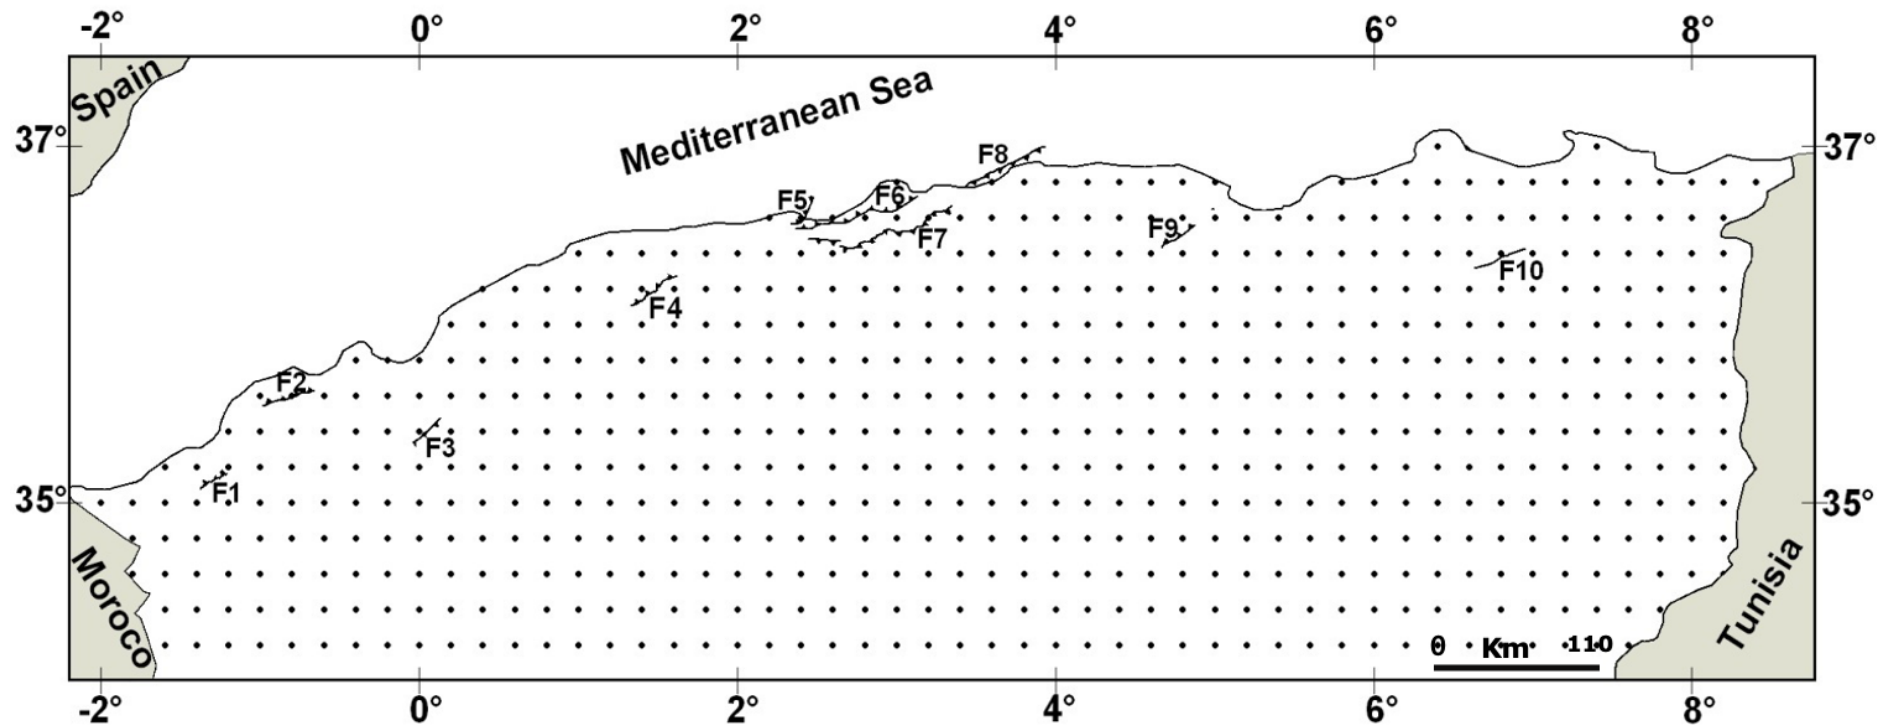 -2° 0° 2° 4° 6° 8°
Spain
Mediterranean Sea
37° 37°
F8
F5 F6
F7
F9
F10
F4
F2
F3
F1
35° 35°
Moroco
Tunisia
0 Km 110
-2° 0° 2° 4° 6° 8°